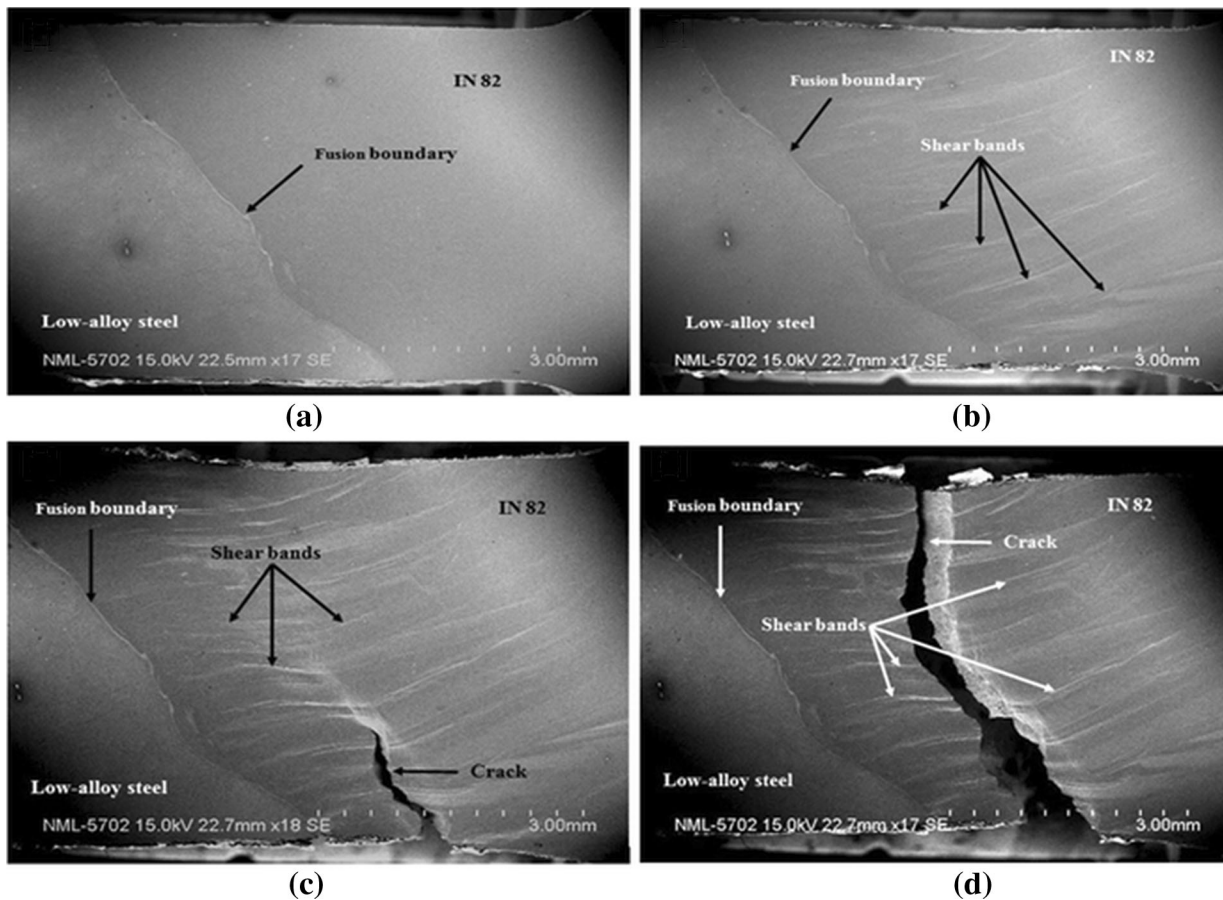 IN 82
Fusion boundary
Low-alloy steel
NML-5702 15.0kV 22.5mm x17 SE
3.00mm
(a)
IN 82
Fusion boundary
Shear bands
Low-alloy steel
NML-5702 15.0kV 22.7mm x17 SE
3.00mm
(b)
Fusion boundary
IN 82
Shear bands
Crack
Low-alloy steel
NML-5702 15.0kV 22.7mm x18 SE
3.00mm
(c)
Fusion boundary
IN 82
Crack
Shear bands
Low-alloy steel
NML-5702 15.0kV 22.7mm x17 SE
3.00mm
(d)